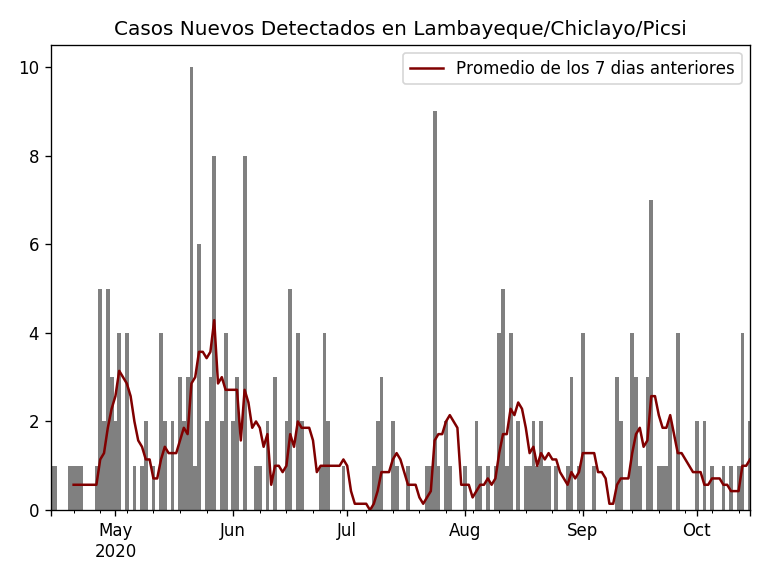 Casos Nuevos Detectados en Lambayeque/Chiclayo/Picsi
Promedio de los 7 dias anteriores
10
8
6
4
2
0
May Jun Jul Aug Sep Oct
2020